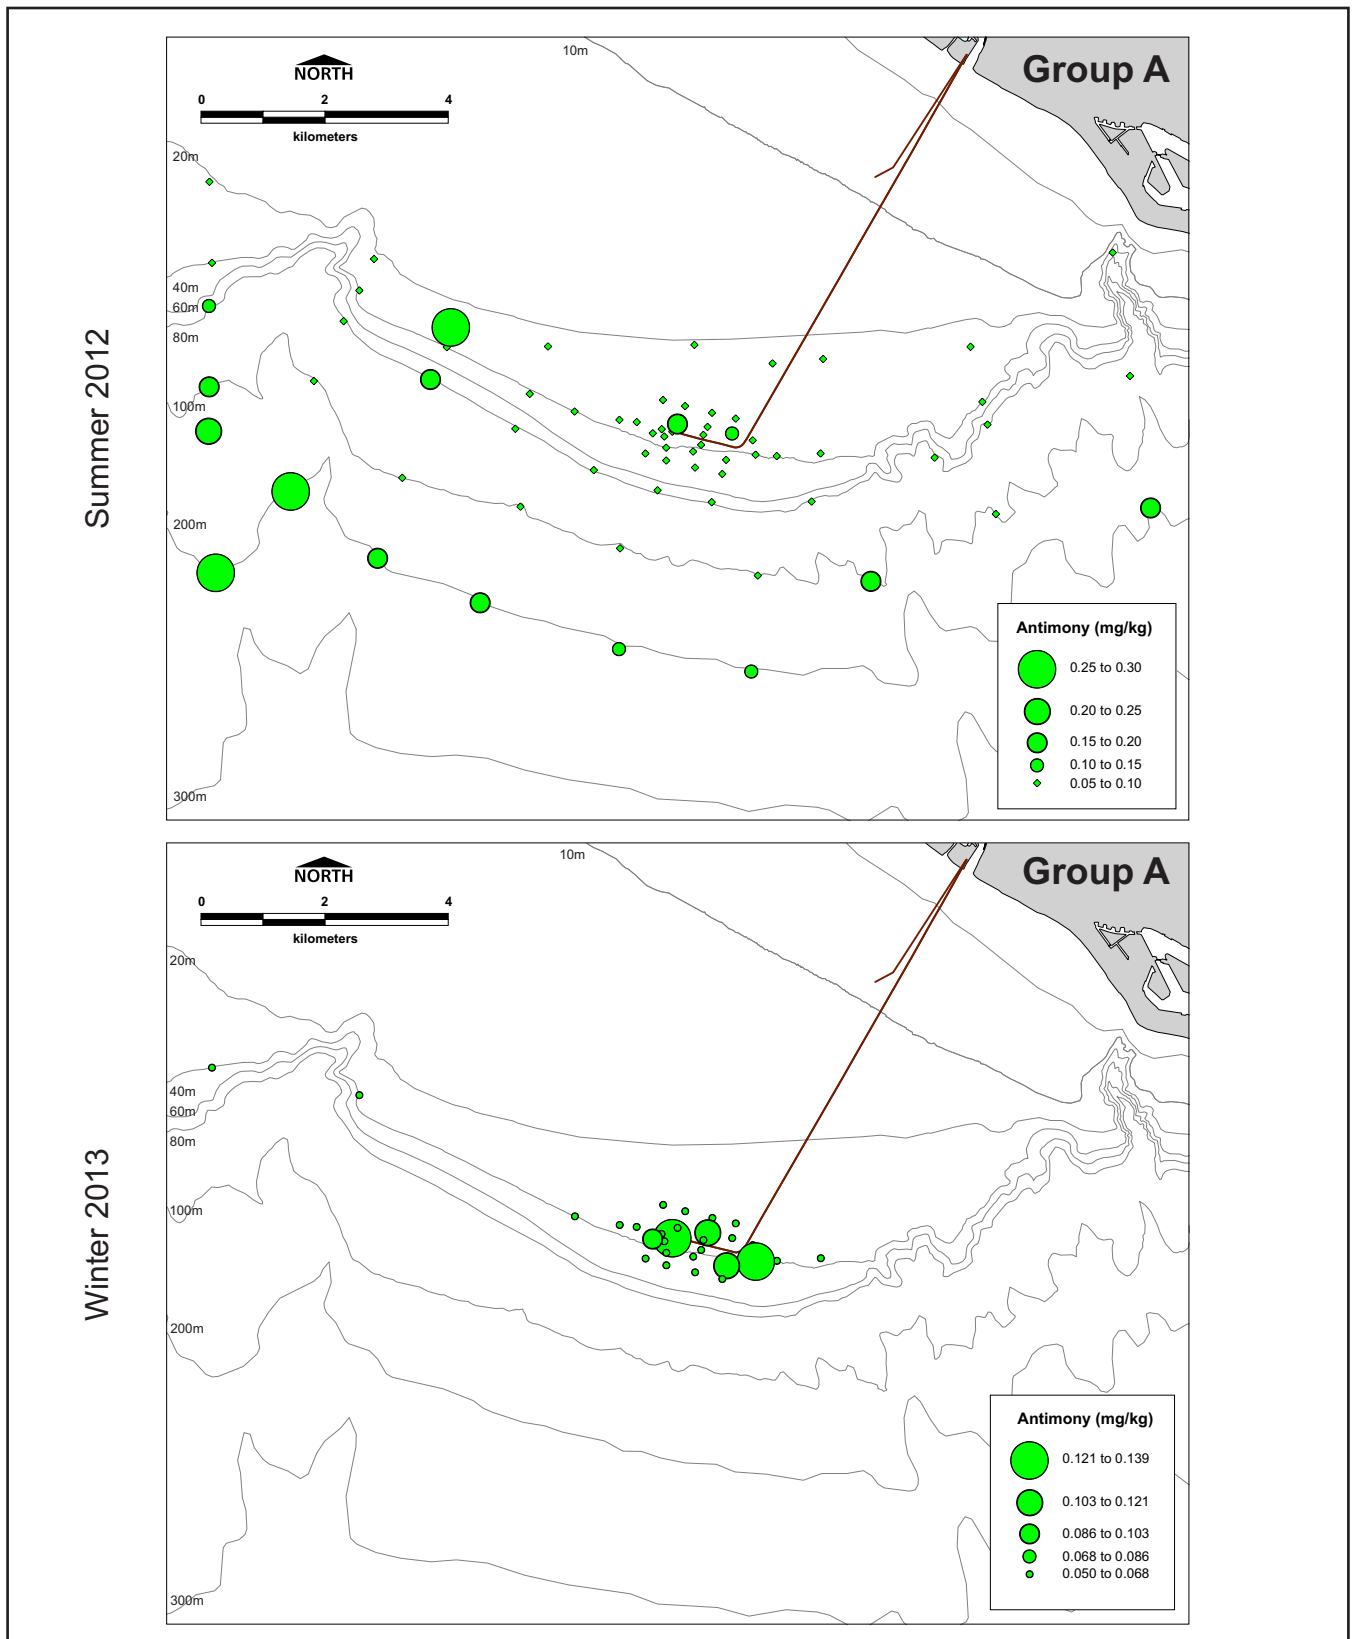 Summer 2012
10m
Group A
NORTH
0 2 4
kilometers
20m
40m
60m
80m
100m
200m
300m
Antimony (mg/kg)
0.25 to 0.30
0.20 to 0.25
0.15 to 0.20
0.10 to 0.15
0.05 to 0.10
Winter 2013
10m
Group A
NORTH
0 2 4
kilometers
20m
40m
60m
80m
100m
200m
300m
Antimony (mg/kg)
0.121 to 0.139
0.103 to 0.121
0.086 to 0.103
0.068 to 0.086
0.050 to 0.068